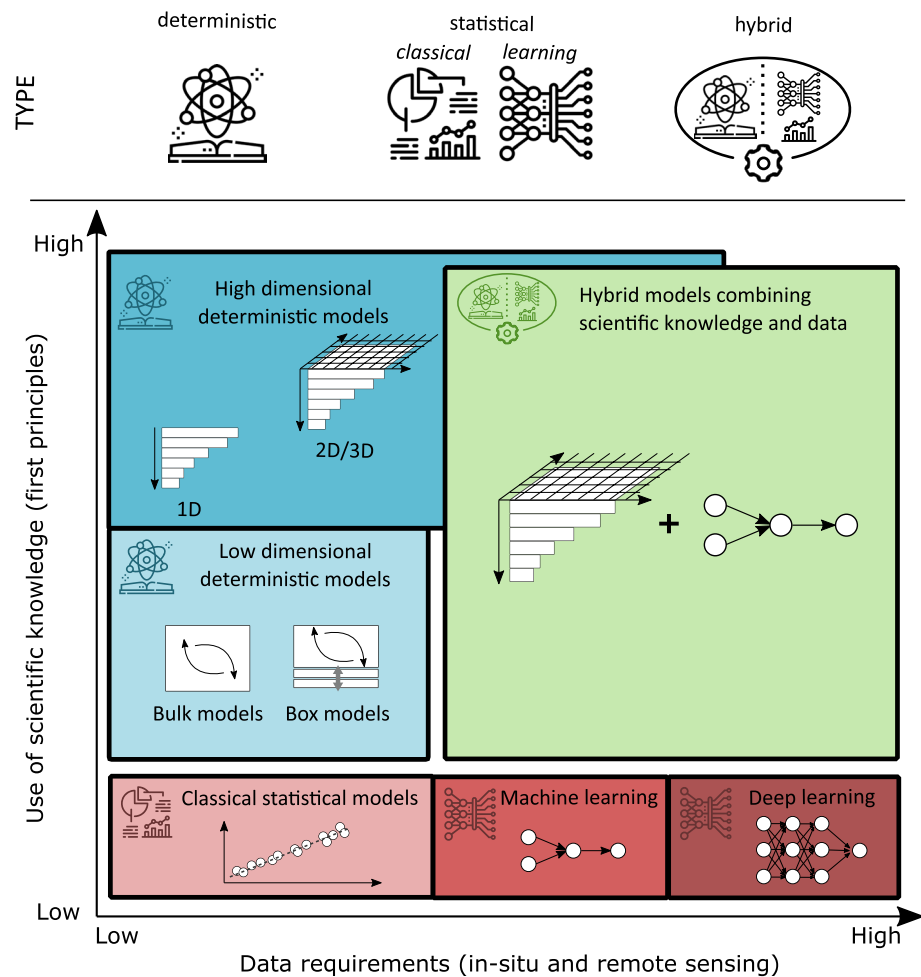 deterministic
statistical
hybrid
classical
learning
TYPE
High
High dimensional
deterministic models
2D/3D
1D
Hybrid models combining
scientific knowledge and data
+
Low dimensional
deterministic models
Bulk models
Box models
Classical statistical models
Machine learning
Deep learning
Use of scientific knowledge (first principles)
Low
Low
High
Data requirements (in-situ and remote sensing)